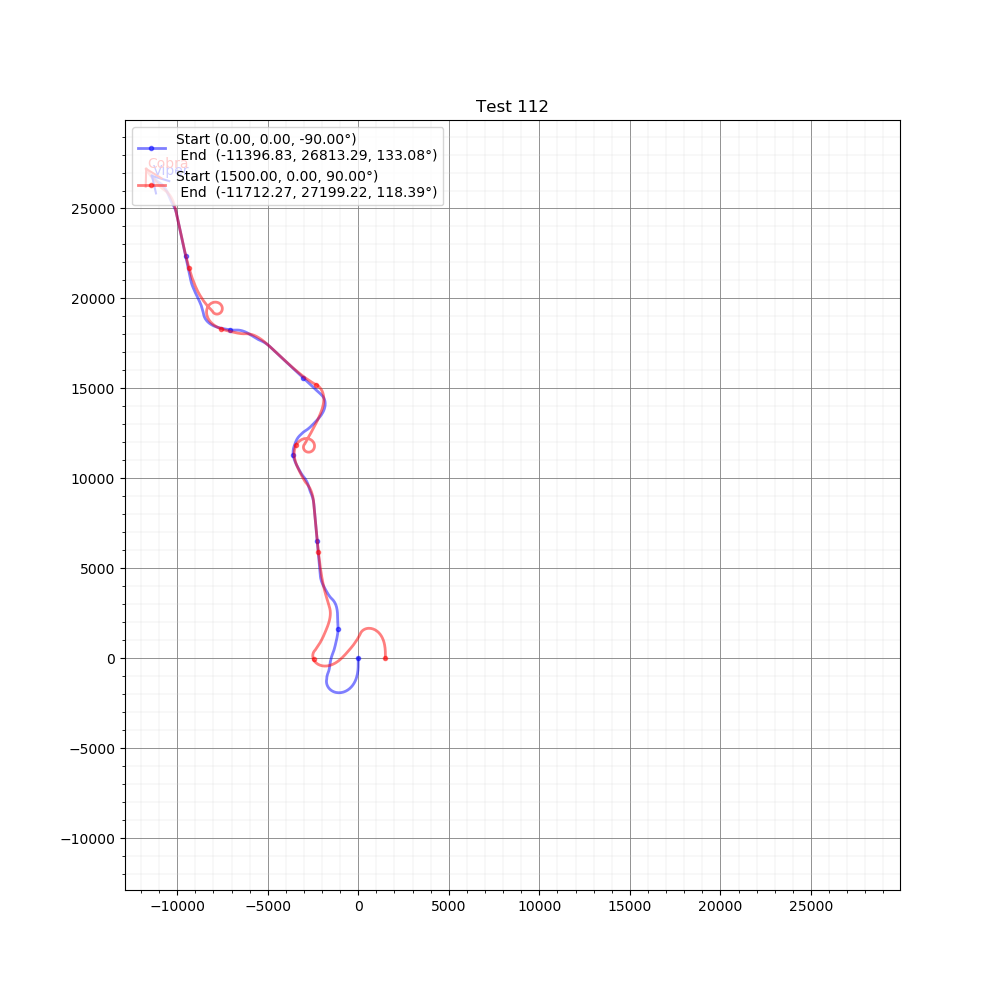 Test 112
Start (0.00, 0.00, -90.00°)
End  (-11396.83, 26813.29, 133.08°)
Start (1500.00, 0.00, 90.00°)
End  (-11712.27, 27199.22, 118.39°)
Cobra
Viper
25000
20000
15000
10000
5000
0
−5000
−10000
−10000 −5000 0 5000 10000 15000 20000 25000